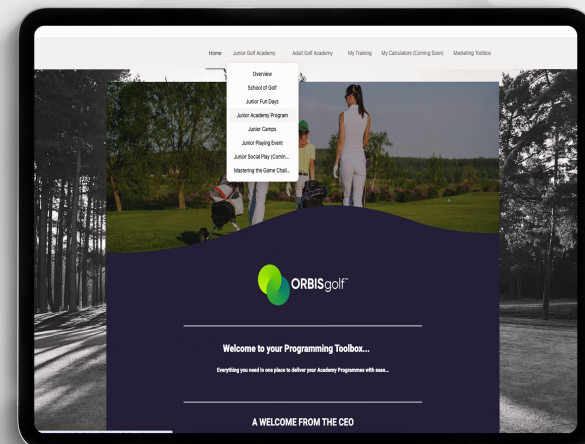 Home Junior Golf Academy Adult Golf Academy My Training My Calculators (Coming Soon) Marketing Toolbox
Overview
School of Golf
Junior Fun Days
Junior Academy Program
Junior Camps
Junior Playing Event
Junior Social Play (Comin...
Mastering the Game Chall...
ORBISgolf™
Welcome to your Programming Toolbox...
Everything you need is one place to deliver your Academy Programmes with ease...
A WELCOME FROM THE CEO